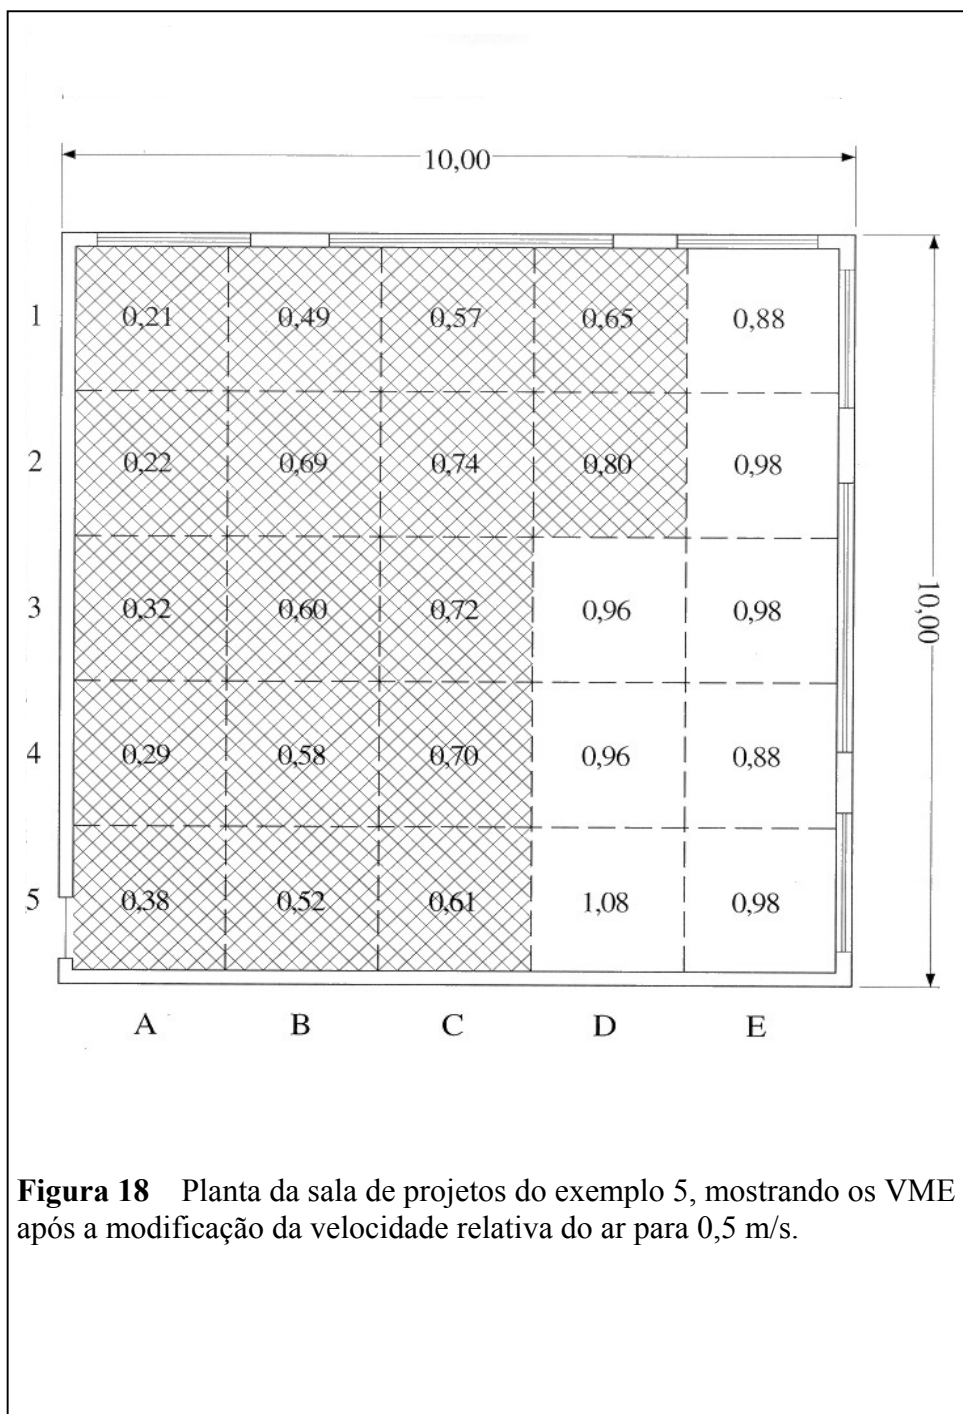 10,00
1 0,21 0,49 0,57 0,65 0,88
2 0,22 0,69 0,74 0,80 0,98
3 0,32 0,60 0,72 0,96 0,98
10,00
4 0,29 0,58 0,70 0,96 0,88
5 0,38 0,52 0,61 1,08 0,98
A B C D E
Figura 18 Planta da sala de projetos do exemplo 5, mostrando os VME
após a modificação da velocidade relativa do ar para 0,5 m/s.